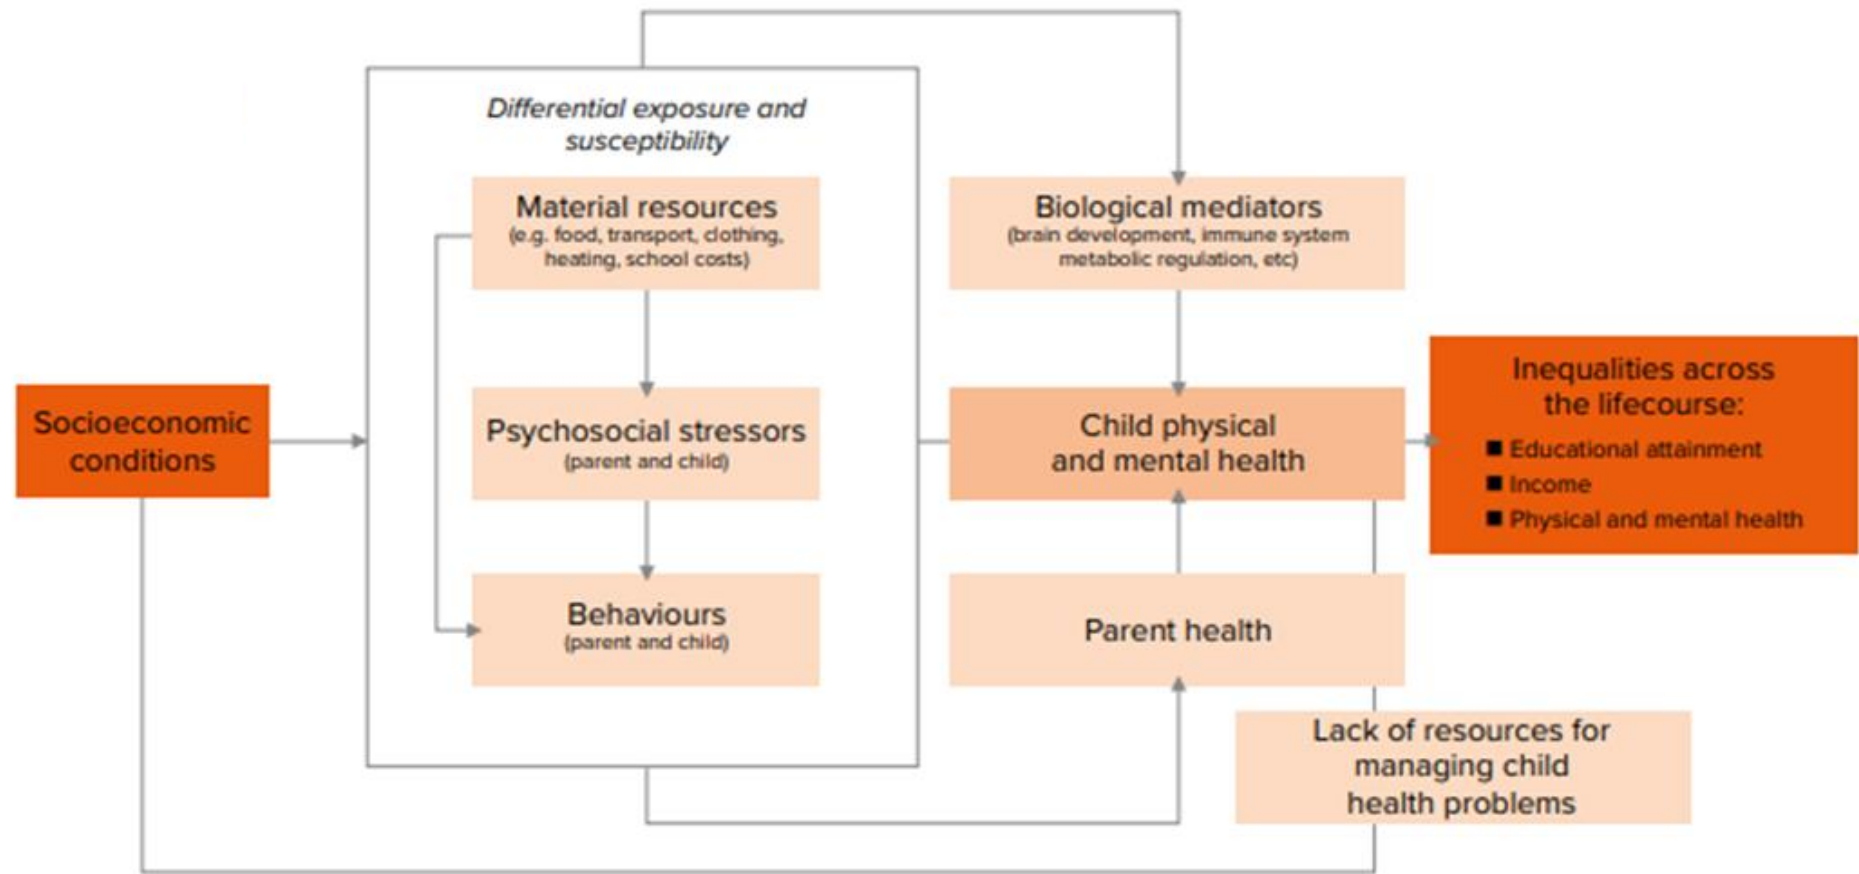 Differential exposure and
susceptibility
Material resources
(e.g. food, transport, clothing,
heating, school costs)
Biological mediators
(brain development, immune system
metabolic regulation, etc)
Socioeconomic
conditions
Psychosocial stressors
(parent and child)
Child physical
and mental health
Inequalities across
the lifecourse:
■ Educational attainment
■ Income
■ Physical and mental health
Behaviours
(parent and child)
Parent health
Lack of resources for
managing child
health problems